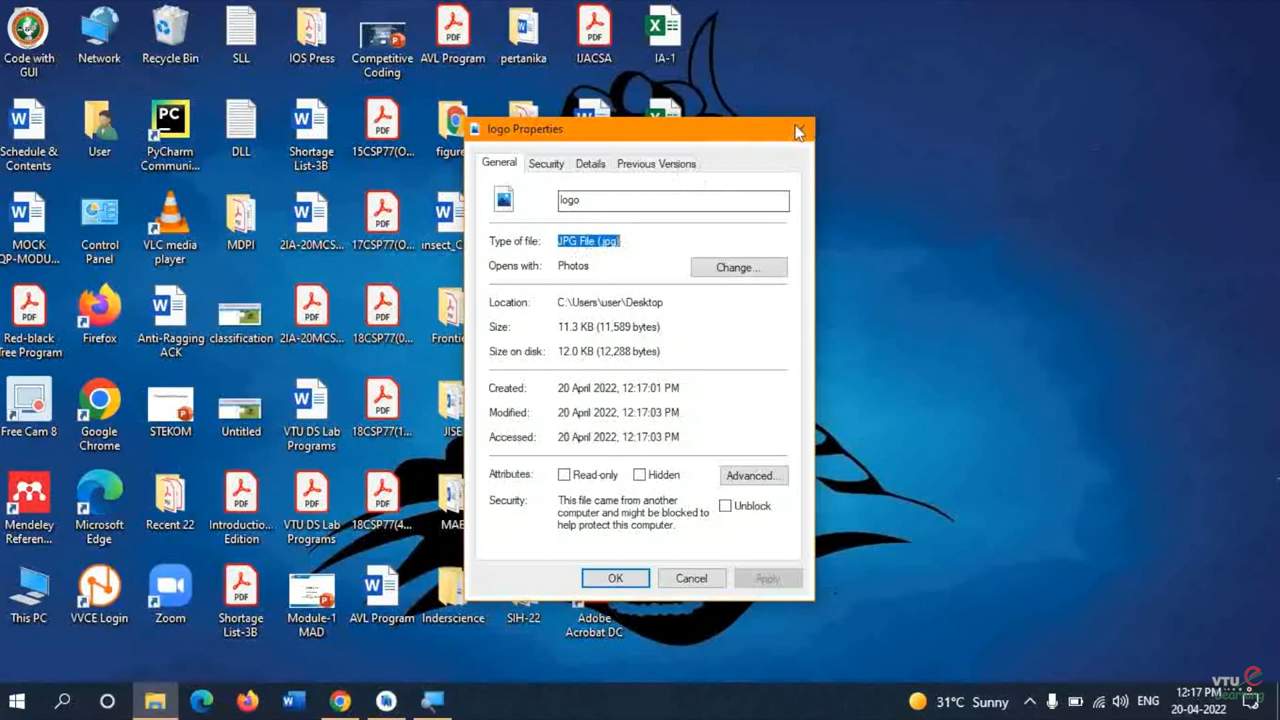 Code with
GUI
Network
Recycle Bin
SLL
IOS Press
Competitive
Coding
AVL Program
pertanika
IJACSA
IA-1
Schedule &
Contents
User
PyCharm
Communi...
DLL
Shortage
List-3B
15CSP77(O...
figure
logo Properties
General
Security
Details
Previous Versions
logo
Type of file:
JPG File (.jpg)
Opens with:
Photos
Change...
Location:
C:\Users\user\Desktop
Size:
11.3 KB (11,589 bytes)
Size on disk:
12.0 KB (12,288 bytes)
Created:
20 April 2022, 12:17:01 PM
Modified:
20 April 2022, 12:17:03 PM
Accessed:
20 April 2022, 12:17:03 PM
Attributes:
Read-only
Hidden
Advanced...
Security:
This file came from another
computer and might be blocked to
help protect this computer.
Unblock
OK
Cancel
Apply
MOCK
QP-MODU...
Control
Panel
VLC media
player
MDPI
2IA-20MCS...
17CSP77(O...
insect_C
Red-black
Tree Program
Firefox
Anti-Ragging
ACK
classification
2IA-20MCS...
18CSP77(0...
Frontie
Free Cam 8
Google
Chrome
STEKOM
Untitled
VTU DS Lab
Programs
18CSP77(1...
JISE
Mendeley
Referen...
Microsoft
Edge
Recent 22
Introductio...
Edition
VTU DS Lab
Programs
18CSP77(4...
MAE
This PC
VVCE Login
Zoom
Shortage
List-3B
Module-1
MAD
AVL Program
Inderscience
SIH-22
Adobe
Acrobat DC
31°C Sunny
ENG
12:17 PM
20-04-2022
VTU